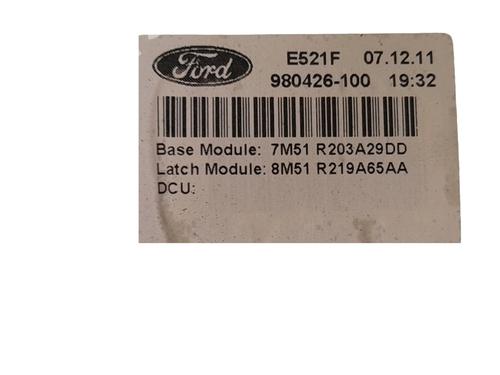 Ford
E521F 07.12.11
980426-100 19:32
Base Module: 7M51 R203A29DD
Latch Module: 8M51 R219A65AA
DCU: